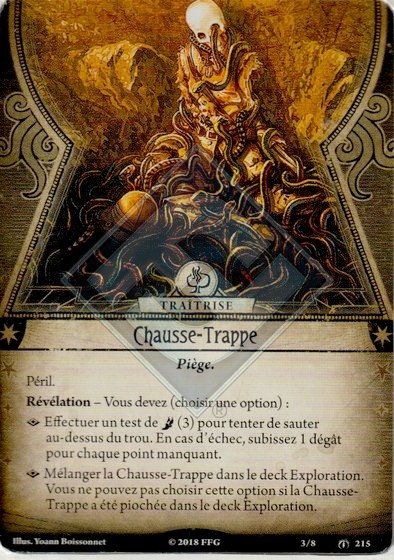 TRAÎTRISE
Chausse-Trappe
Piège.
Péril.
Révélation – Vous devez (choisir une option) :
Effectuer un test de (3) pour tenter de sauter
au-dessus du trou. En cas d'échec, subissez 1 dégât
pour chaque point manquant.
Mélanger la Chausse-Trappe dans le deck Exploration.
Vous ne pouvez pas choisir cette option si la Chausse-
Trappe a été piochée dans le deck Exploration.
®
Illus. Yoann Boissonnet © 2018 FFG 3/8 215